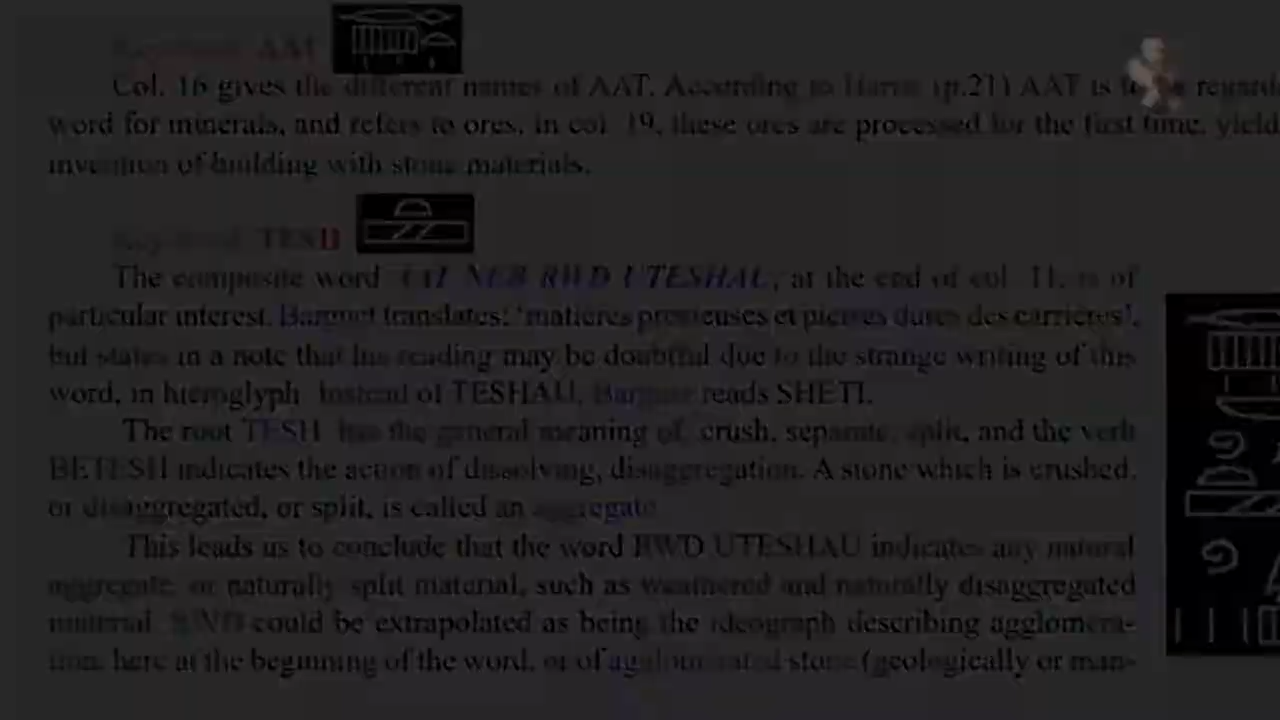 Keyword: AAT
Col. 16 gives the different names of AAT. According to Harris (p.21) AAT is to be regard
word for minerals, and refers to ores. in col. 19, these ores are processed for the first time, yield
invention of building with stone materials.
Keyword: TESH
The composite word AAT NEB RWD UTESHAU, at the end of col. 11, is of
particular interest. Barguet translates: 'matières précieuses et pierres dures des carrières',
but states in a note that his reading may be doubtful due to the strange writing of this
word, in hieroglyph. Instead of TESHAU, Barguet reads SHETI.
The root TESH has the general meaning of: crush, separate, split, and the verb
BETESH indicates the action of dissolving, disaggregation. A stone which is crushed,
or disaggregated, or split, is called an aggregate
This leads us to conclude that the word RWD UTESHAU indicates any natural
aggregate, or naturally split material, such as weathered and naturally disaggregated
material. RWD could be extrapolated as being the ideograph describing agglomera-
tion, here at the beginning of the word, or of agglomerated stone (geologically or man-